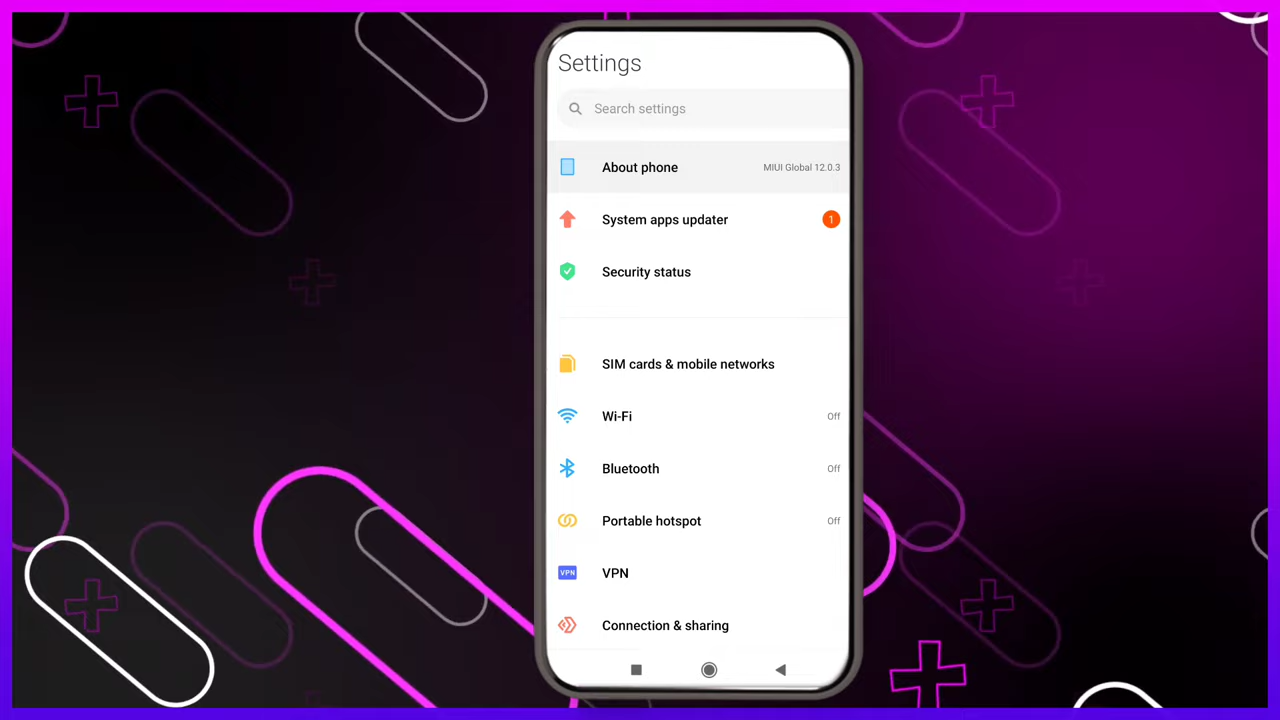 Settings
Search settings
About phone MIUI Global 12.0.3
System apps updater 1
Security status
SIM cards & mobile networks
Wi-Fi Off
Bluetooth Off
Portable hotspot Off
VPN VPN
Connection & sharing